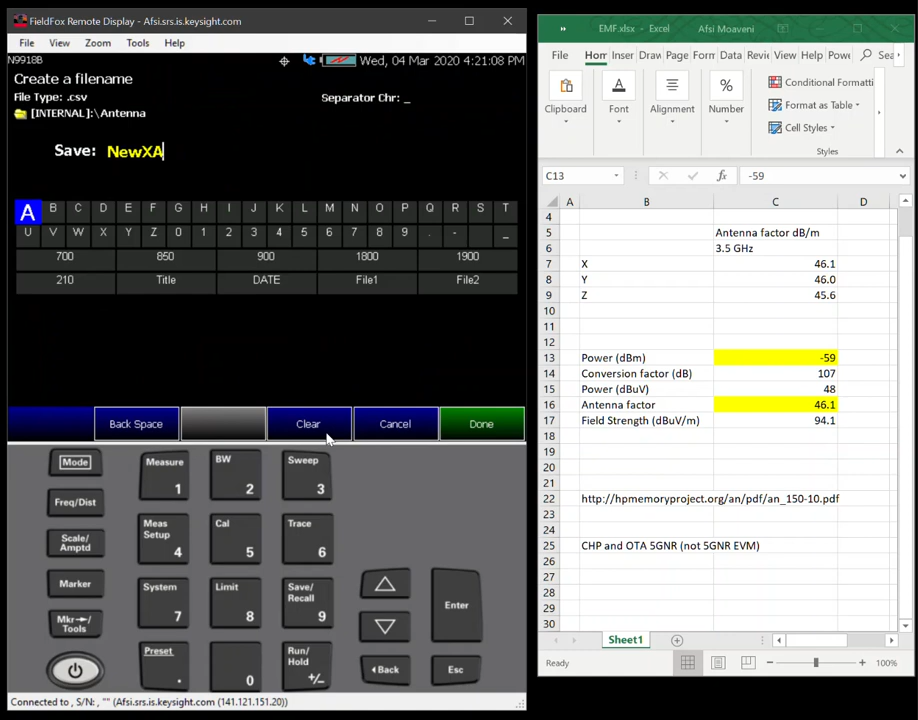 FieldFox Remote Display - Afsi.srs.is.keysight.com
File View Zoom Tools Help
N9918B
Wed, 04 Mar 2020 4:21:08 PM
Create a filename
File Type: .csv
Separator Chr: _
[INTERNAL]:\Antenna
Save: NewXA
A B C D E F G H I J K L M N O P Q R S T
U V W X Y Z 0 1 2 3 4 5 6 7 8 9 . - _
700 850 900 1800 1900
210 Title DATE File1 File2
Back Space Clear Cancel Done
Mode
Measure 1
BW 2
Sweep 3
Freq/Dist
Scale/
Amptd
Meas
Setup 4
Cal 5
Trace 6
Marker
System 7
Limit 8
Save/
Recall 9
Enter
Mkr→/
Tools
Preset .
0
Run/
Hold +/_
Back
Esc
Connected to , S/N: , "" (Afsi.srs.is.keysight.com (141.121.151.20))
EMF.xlsx - Excel Afsi Moaveni
File Hom Inser Draw Pag Form Data Revie View Help Powe Sea
Clipboard
Font
Alignment
%
Number
Conditional Formatti
Format as Table
Cell Styles
Styles
C13 fx -59
A B C D
4
5 Antenna factor dB/m
6 3.5 GHz
7 X 46.1
8 Y 46.0
9 Z 45.6
10
11
12
13 Power (dBm) -59
14 Conversion factor (dB) 107
15 Power (dBuV) 48
16 Antenna factor 46.1
17 Field Strength (dBuV/m) 94.1
18
19
20
21
22 http://hpmemoryproject.org/an/pdf/an_150-10.pdf
23
24
25 CHP and OTA 5GNR (not 5GNR EVM)
26
27
28
29
30
Sheet1
Ready
100%